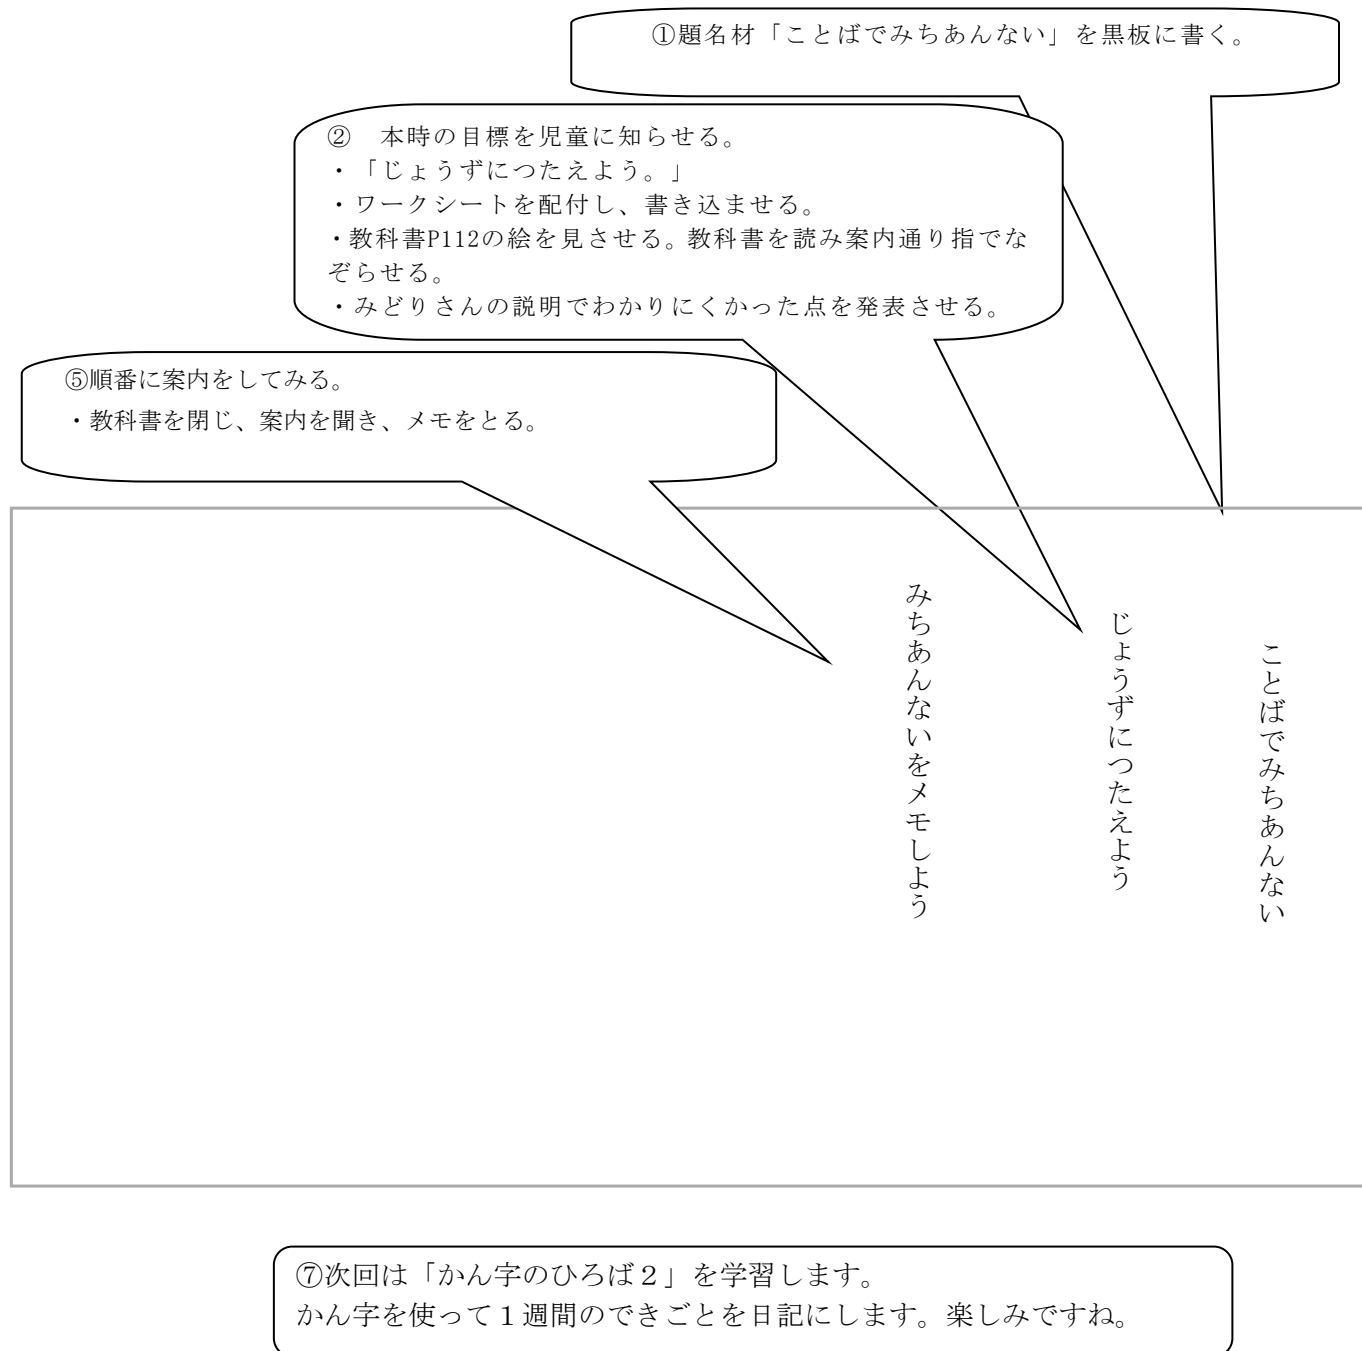 ①題名材「ことばでみちあんない」を黒板に書く。
②　本時の目標を児童に知らせる。
・「じょうずにつたえよう。」
・ワークシートを配付し、書き込ませる。
・教科書P112の絵を見させる。教科書を読み案内通り指でな
ぞらせる。
・みどりさんの説明でわかりにくかった点を発表させる。
⑤順番に案内をしてみる。
・教科書を閉じ、案内を聞き、メモをとる。
ことばでみちあんない
じょうずにつたえよう
みちあんないをメモしよう
⑦次回は「かん字のひろば２」を学習します。
かん字を使って１週間のできごとを日記にします。楽しみですね。